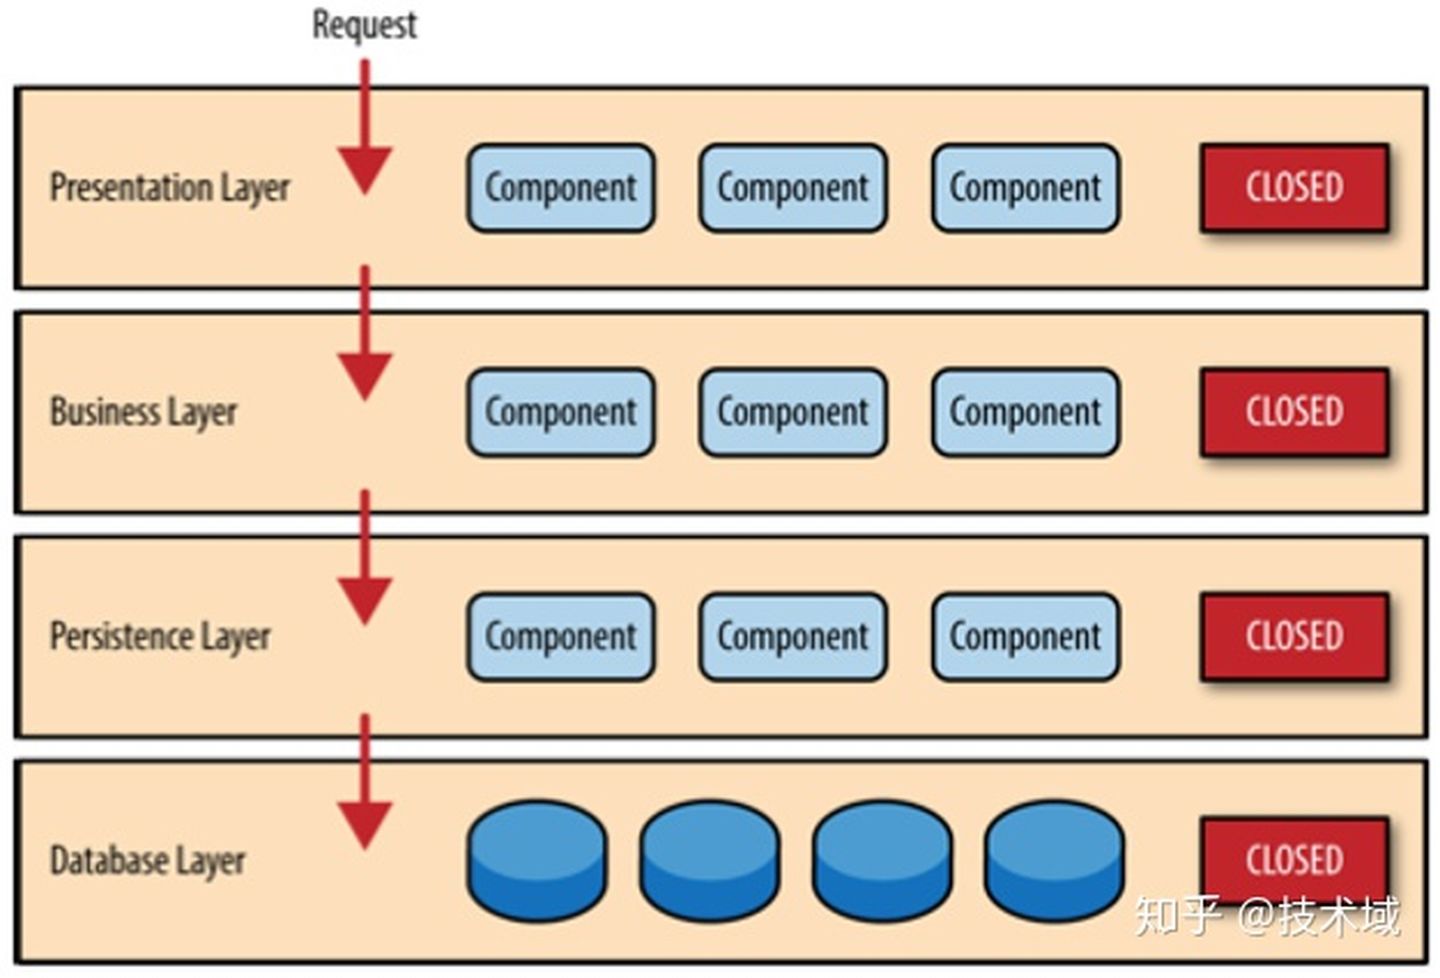 Request
Presentation Layer
Component
Component
Component
CLOSED
Business Layer
Component
Component
Component
CLOSED
Persistence Layer
Component
Component
Component
CLOSED
Database Layer
CLOSED
知乎 @技术域